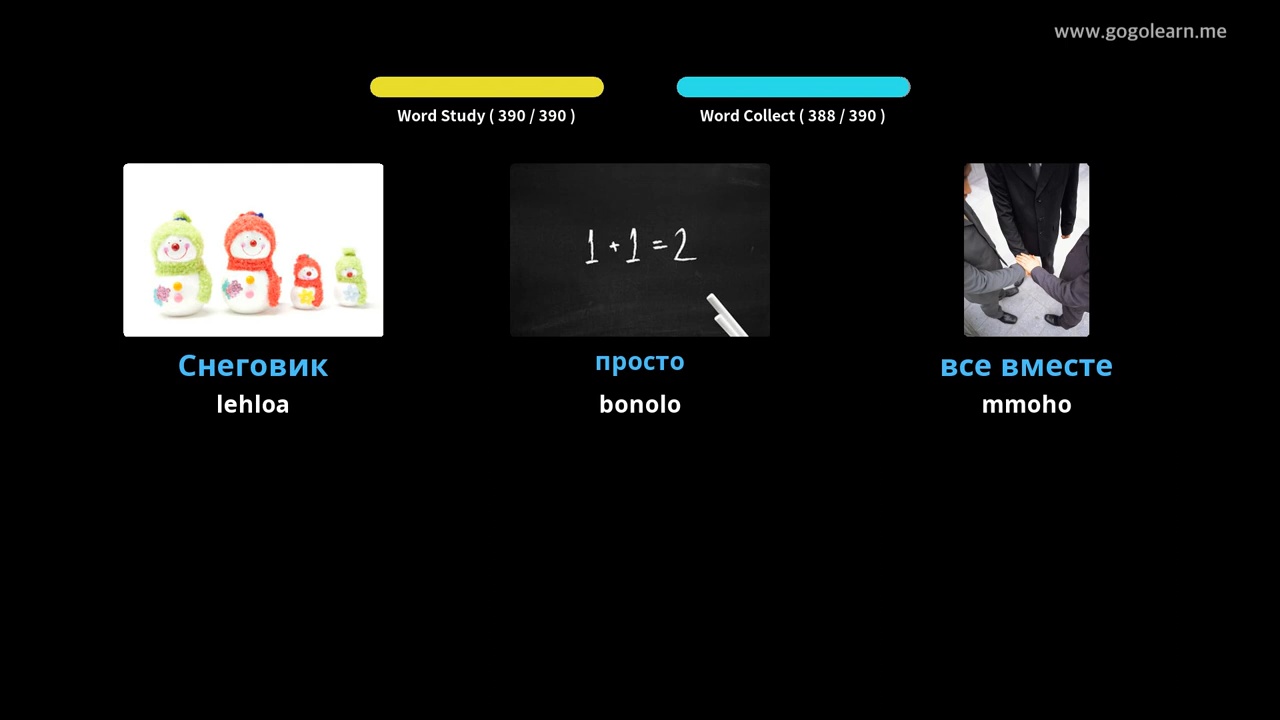 www.gogolearn.me
Word Study ( 390 / 390 )
Word Collect ( 388 / 390 )
1 + 1 = 2
Снеговик
просто
все вместе
lehloa
bonolo
mmoho